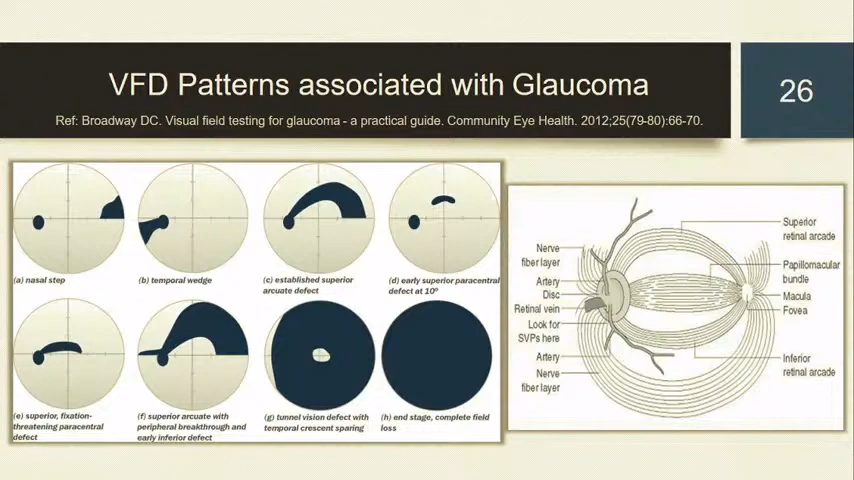 VFD Patterns associated with Glaucoma
Ref: Broadway DC. Visual field testing for glaucoma - a practical guide. Community Eye Health. 2012;25(79-80):66-70.
26
(a) nasal step
(b) temporal wedge
(c) established superior
arcuate defect
(d) early superior paracentral
defect at 10º
(e) superior, fixation-
threatening paracentral
defect
(f) superior arcuate with
peripheral breakthrough and
early inferior defect
(g) tunnel vision defect with
temporal crescent sparing
(h) end stage, complete field
loss
Nerve
fiber layer
Artery
Disc
Retinal vein
Look for
SVPs here
Artery
Nerve
fiber layer
Superior
retinal arcade
Papillomacular
bundle
Macula
Fovea
Inferior
retinal arcade